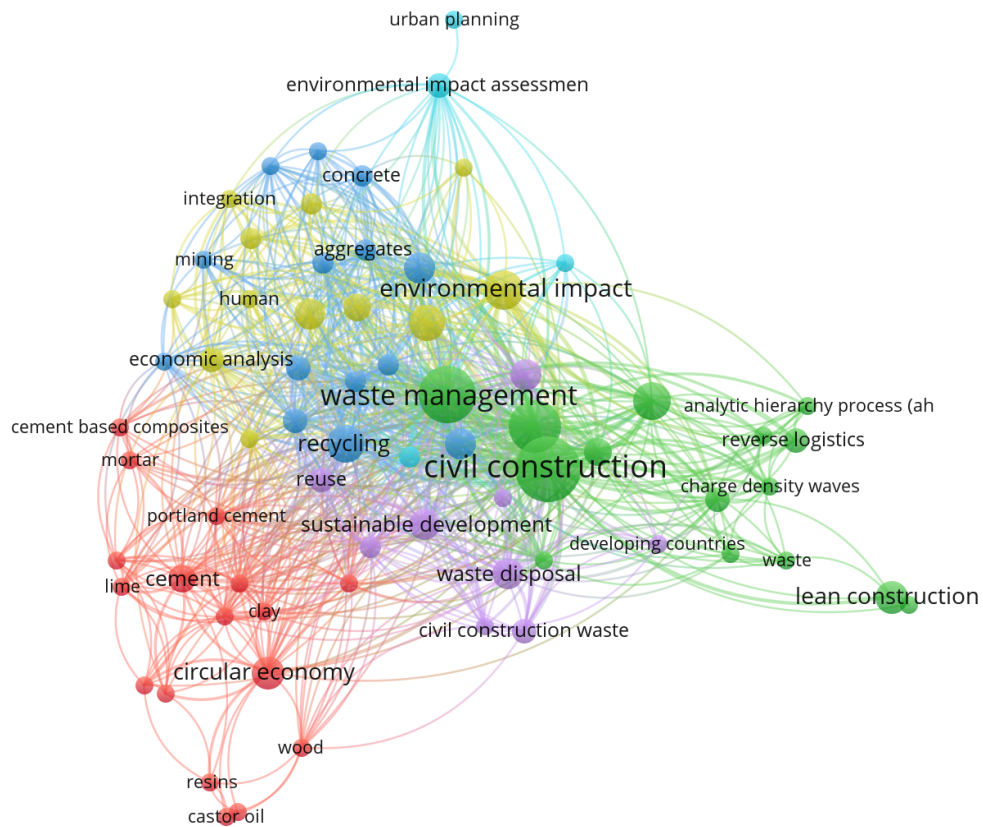 urban planning
environmental impact assessmen
concrete
integration
aggregates
mining
environmental impact
human
economic analysis
waste management
analytic hierarchy process (ah
cement based composites
reverse logistics
recycling
mortar
civil construction
reuse
charge density waves
portland cement
sustainable development
developing countries
waste
waste disposal
cement
lime
lean construction
clay
civil construction waste
circular economy
wood
resins
castor oil